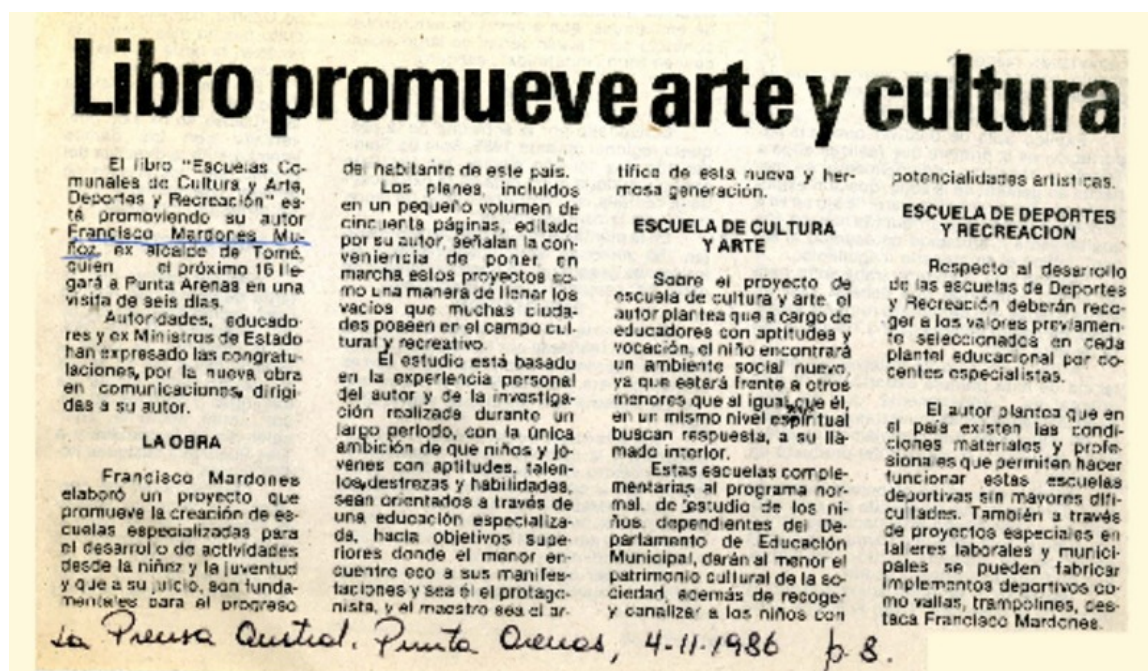 Libro promueve arte y cultura
El libro "Escuelas Co-
munales de Cultura y Arte,
Deportes y Recreación" es-
tá promoviendo su autor
Francisco Mardones Mu-
ñoz, ex alcalde de Tomé,
quien el próximo 16 lle-
gará a Punta Arenas en una
visita de seis días.
Autoridades, educado-
res y ex Ministros de Estado
han expresado las congratu-
laciones, por la nueva obra
en comunicaciones, dirigi-
das a su autor.
LA OBRA
Francisco Mardones
elaboró un proyecto que
promueve la creación de es-
cuelas especializadas para
el desarrollo de actividades
desde la niñez y la juventud
y que a su juicio, son funda-
mentales para el progreso
del habitante de este país.
Los planes, incluidos
en un pequeño volumen de
cincuenta páginas, editado
por su autor, señalan la con-
veniencia de poner en
marcha estos proyectos co-
mo una manera de llenar los
vacíos que muchas ciuda-
des poseen en el campo cul-
tural y recreativo.
El estudio está basado
en la experiencia personal
del autor y de la investiga-
ción realizada durante un
largo período, con la única
ambición de que niños y jó-
venes con aptitudes, talen-
tos, destrezas y habilidades,
sean orientados a través de
una educación especializa-
da, hacia objetivos supe-
riores donde el menor en-
cuentre eco a sus manifes-
taciones y sea él el protago-
nista, y el maestro sea el ar-
tífice de esta nueva y her-
mosa generación.
ESCUELA DE CULTURA
Y ARTE
Sobre el proyecto de
escuela de cultura y arte, el
autor plantea que a cargo de
educadores con aptitudes y
vocación, el niño encontrará
un ambiente social nuevo,
ya que estará frente a otros
menores que al igual que él,
en un mismo nivel espiritual
buscan respuesta, a su lla-
mado interior.
Estas escuelas comple-
mentarias al programa nor-
mal de estudio de los ni-
ños, dependientes del De-
partamento de Educación
Municipal, darán al menor el
patrimonio cultural de la so-
ciedad, además de recoger
y canalizar a los niños con
potencialidades artísticas.
ESCUELA DE DEPORTES
Y RECREACION
Respecto al desarrollo
de las escuelas de Deportes
y Recreación deberán reco-
ger a los valores previamen-
te seleccionados en cada
plantel educacional por do-
centes especialistas.
El autor plantea que en
el país existen las condi-
ciones materiales y profe-
sionales que permiten hacer
funcionar estas escuelas
deportivas sin mayores difi-
cultades. También a través
de proyectos especiales en
talleres laborales y munici-
pales se pueden fabricar
implementos deportivos co-
mo vallas, trampolines, des-
taca Francisco Mardones.
La Prensa Austral. Punta Arenas, 4-11-1986 p. 8.